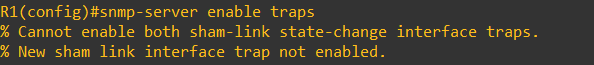 R1(config)#snmp-server enable traps
% Cannot enable both sham-link state-change interface traps.
% New sham link interface trap not enabled.